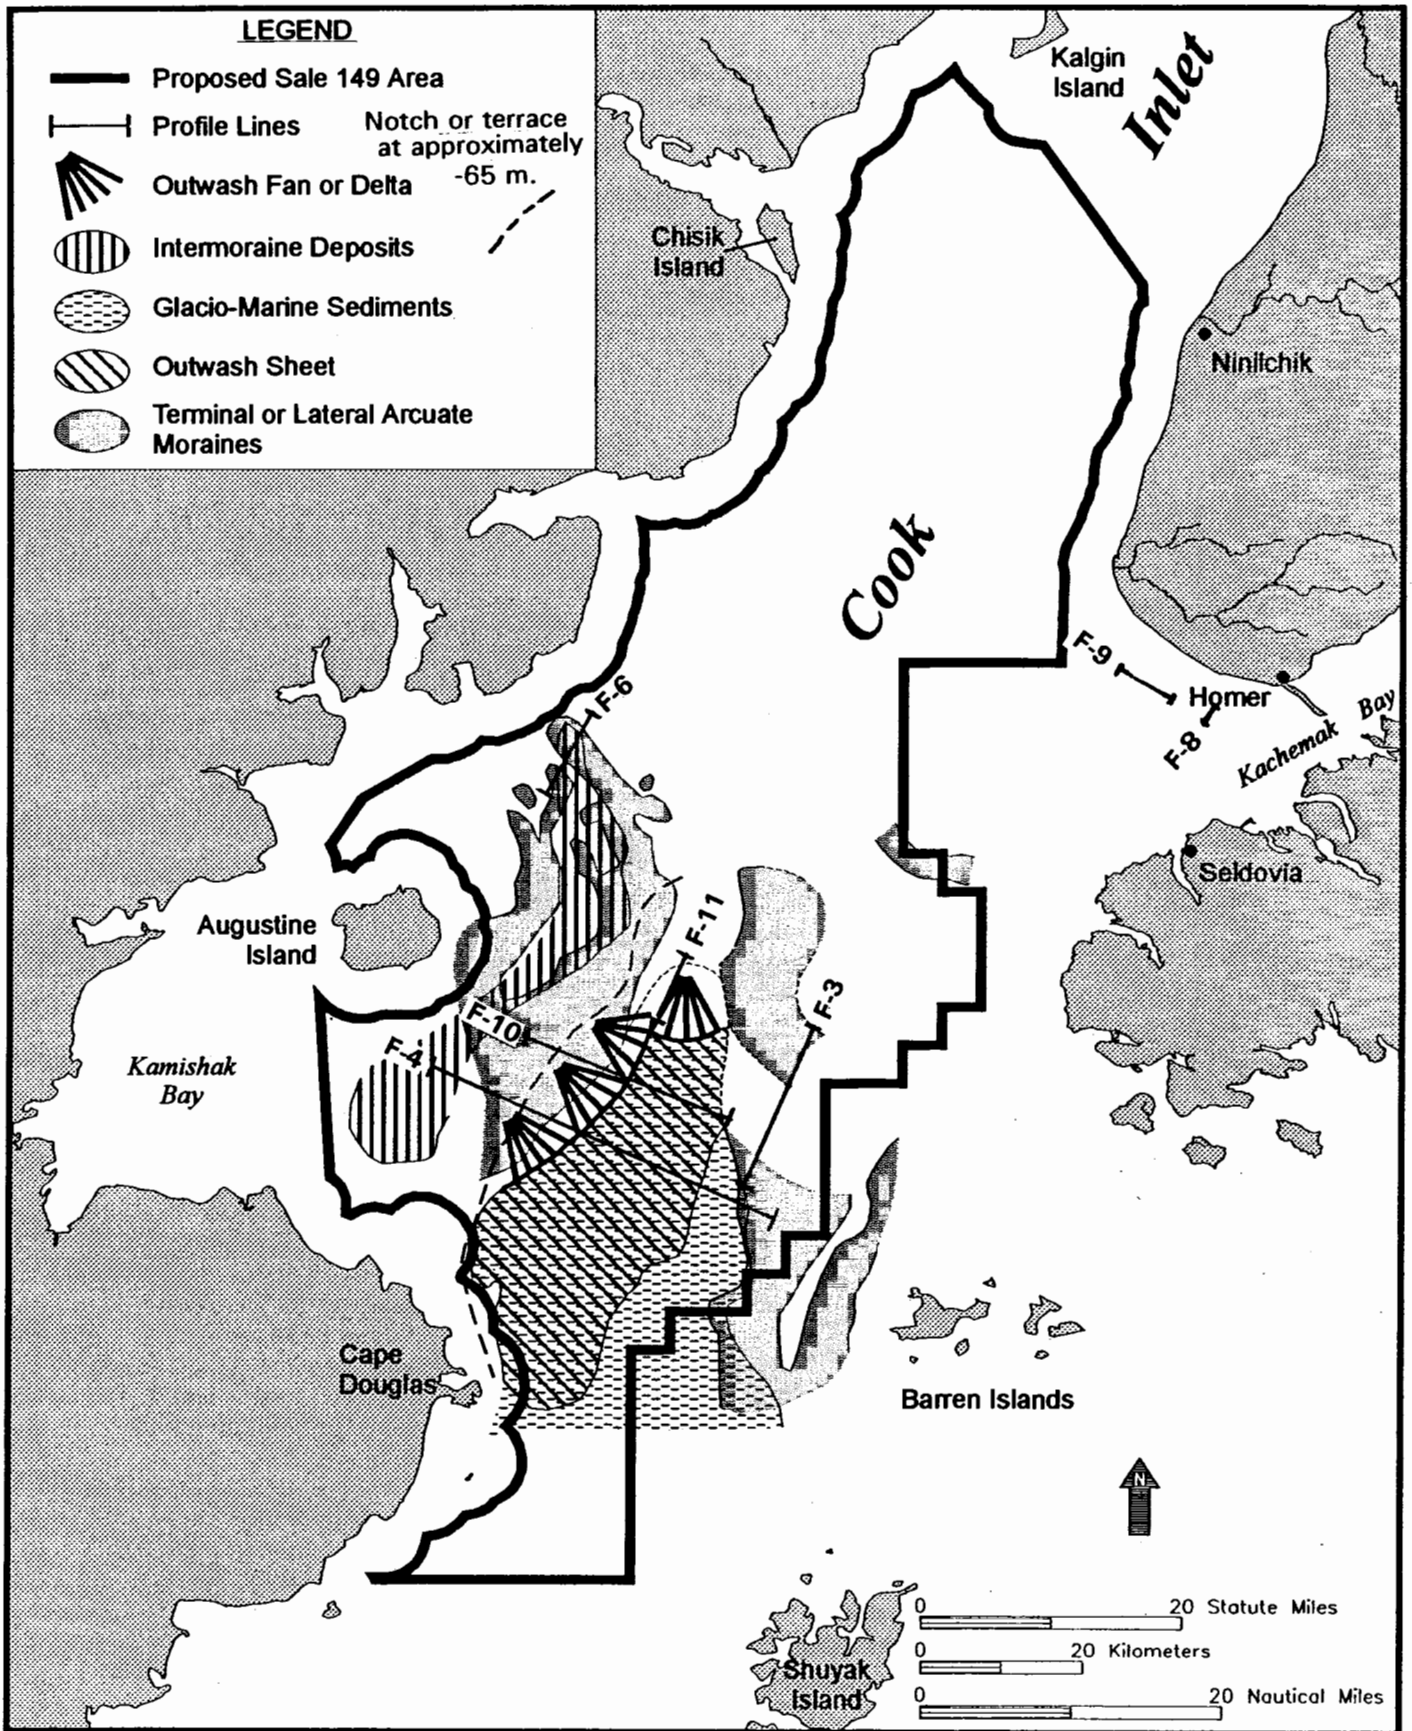 LEGEND
Proposed Sale 149 Area
Profile Lines
Notch or terrace
at approximately
-65 m.
Outwash Fan or Delta
Intermoraine Deposits
Glacio-Marine Sediments
Outwash Sheet
Terminal or Lateral Arcuate
Moraines
Kalgin
Island
Inlet
Chisik
Island
Ninilchik
Cook
F-9
Homer
F-8
Kachemak Bay
F-6
Seldovia
Augustine
Island
F-11
F-3
F-10
F-4
Kamishak
Bay
Cape
Douglas
Barren Islands
N
Shuyak
Island
0 20 Statute Miles
0 20 Kilometers
0 20 Nautical Miles